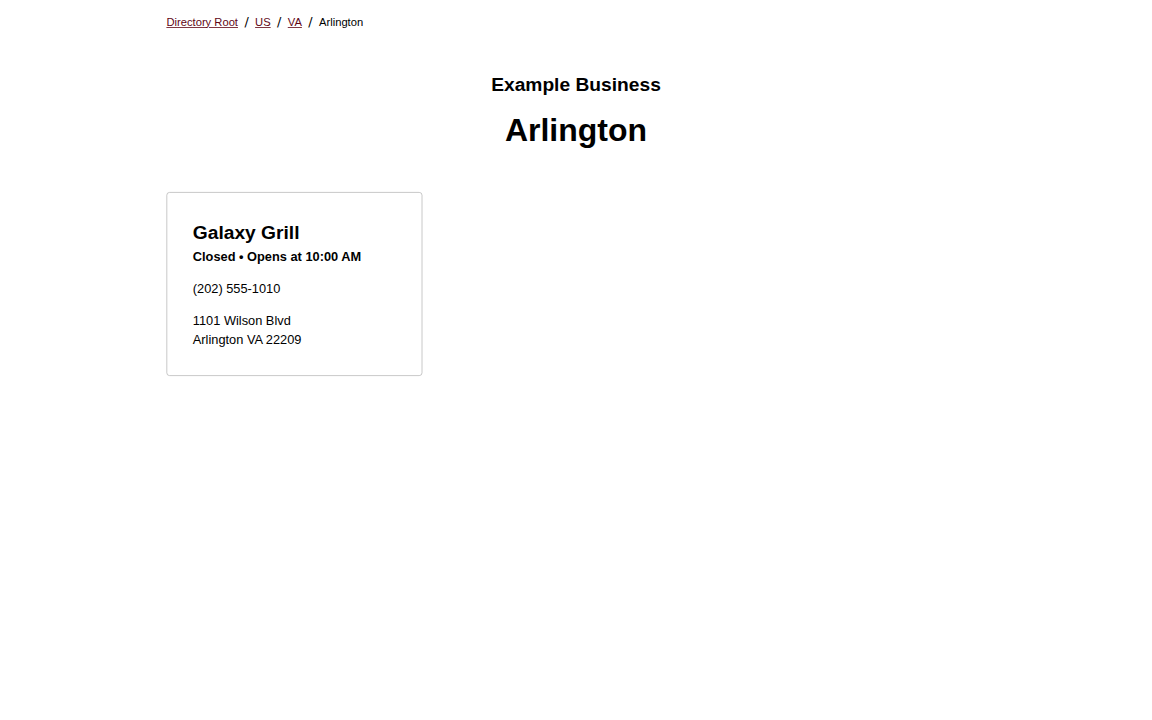 Directory Root / US / VA / Arlington
Example Business
Arlington
Galaxy Grill
Closed • Opens at 10:00 AM
(202) 555-1010
1101 Wilson Blvd
Arlington VA 22209